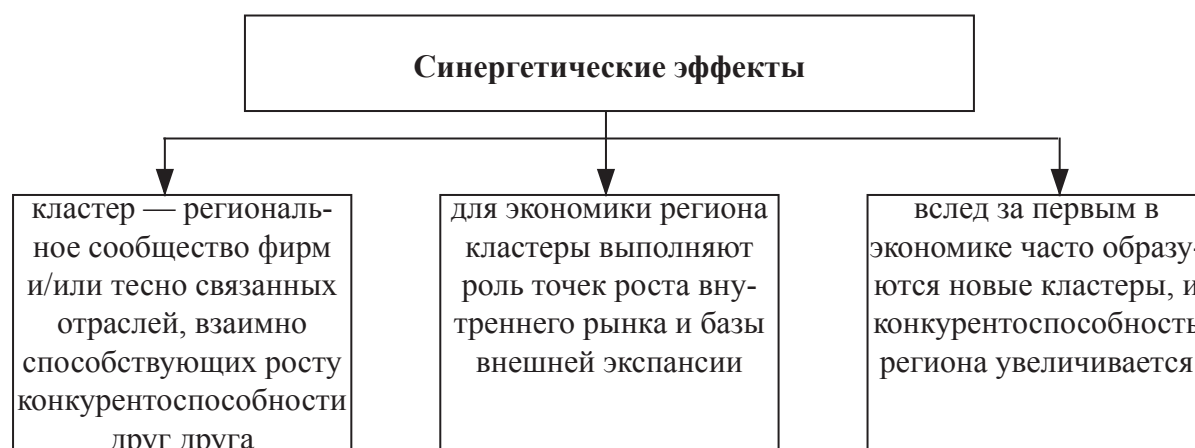 Синергетические эффекты
кластер — региональ-
ное сообщество фирм
и/или тесно связанных
отраслей, взаимно
способствующих росту
конкурентоспособности
друг друга
для экономики региона
кластеры выполняют
роль точек роста вну-
треннего рынка и базы
внешней экспансии
вслед за первым в
экономике часто образу-
ются новые кластеры, и
конкурентоспособность
региона увеличивается